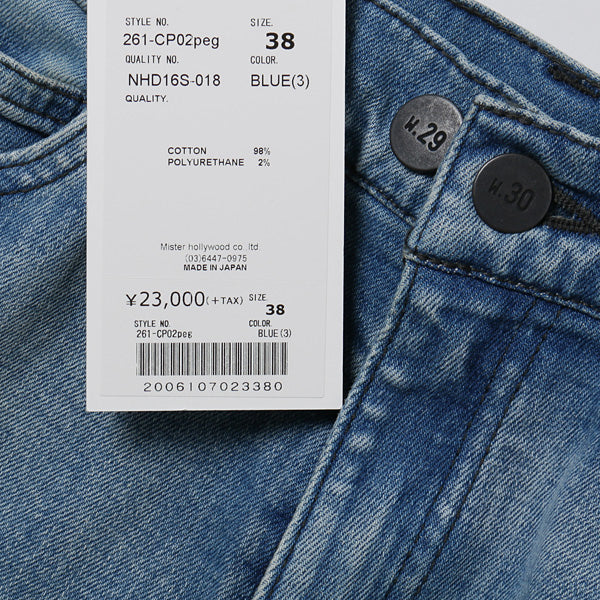 STYLE NO. SIZE.
261-CP02peg 38
QUALITY NO. COLOR.
NHD16S-018 BLUE(3)
QUALITY.
COTTON 98%
POLYURETHANE 2%
Mister hollywood co.,ltd.
(03)6447-0975
MADE IN JAPAN
¥23,000(+TAX) SIZE. 38
STYLE NO. COLOR.
261-CP02peg BLUE(3)
2006107023380
W.29
W.30